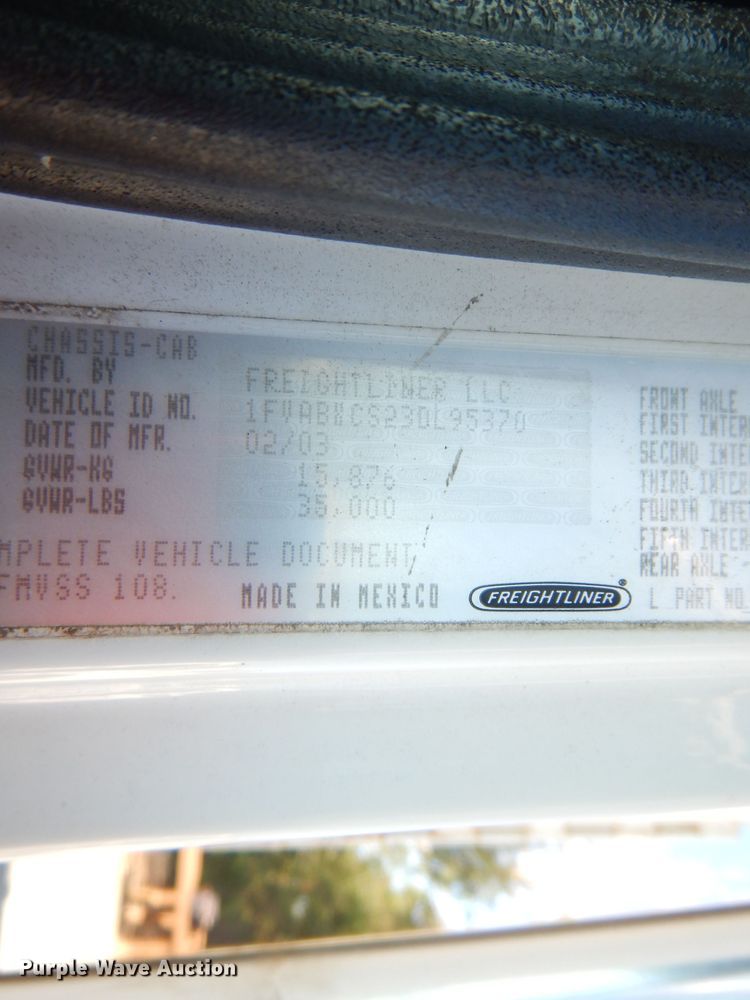 CHASSIS-CAB
MFD. BY FREIGHTLINER LLC
VEHICLE ID NO. 1FVABXCS23DL95370
DATE OF MFR. 02/03
GVWR-KG 15,876
GVWR-LBS 35,000
MPLETE VEHICLE DOCUMENT
FMVSS 108.
MADE IN MEXICO
FREIGHTLINER®
FRONT AXLE
FIRST INTER
SECOND INTE
THIRD INTER
FOURTH INTE
FIFTH INTER
REAR AXLE -
L PART NO
Purple Wave Auction